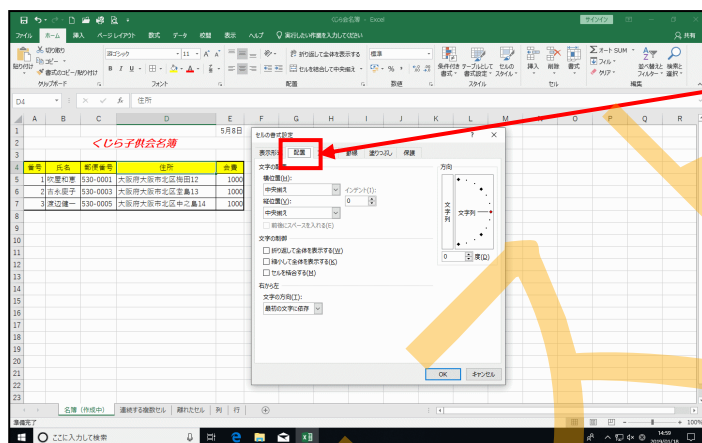 くじら名簿 - Excel
サインイン
ファイル ホーム 挿入 ページレイアウト 数式 データ 校閲 表示 ヘルプ 実行したい作業を入力してください 共有
切り取り
コピー
書式のコピー/貼り付け
貼り付け
游ゴシック 11
折り返して全体を表示する
セルを結合して中央揃え
標準
条件付き書式 テーブルとして書式設定 セルのスタイル
挿入 削除 書式
オート SUM
フィル
クリア
並べ替えとフィルター 検索と選択
クリップボード フォント 配置 数値 スタイル セル 編集
D4 住所
A B C D E F G H I J K L M N O P Q R
5月8日
くじら子供会名簿
番号 氏名 郵便番号 住所 会費
1 吹屋和恵 530-0001 大阪府大阪市北区梅田12 1000
2 吉永慶子 530-0003 大阪府大阪市北区堂島13 1000
3 渡辺健一 530-0005 大阪府大阪市北区中之島14 1000
セルの書式設定
配置 罫線 塗りつぶし 保護
横位置(H):
中央揃え
インデント(I):
0
縦位置(V):
中央揃え
前後にスペースを入れる(E)
文字の制御
折り返して全体を表示する(W)
縮小して全体を表示する(K)
セルを結合する(M)
右から左
文字の方向(T):
最初の文字に依存
方向
文字列
文字列
0 度(D)
OK キャンセル
名簿 (作成中) 連続する複数セル 離れたセル 列 行
準備完了
100%
ここに入力して検索
14:59
2019/01/16